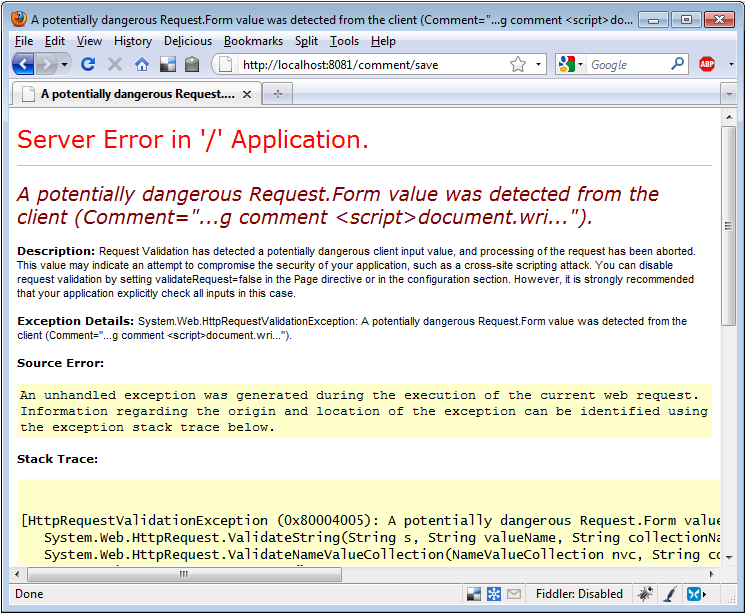 A potentially dangerous Request.Form value was detected from the client (Comment="...g comment <script>do...
File Edit View History Delicious Bookmarks Split Tools Help
http://localhost:8081/comment/save
Google
ABP
A potentially dangerous Request....
Server Error in '/' Application.
A potentially dangerous Request.Form value was detected from the
client (Comment="...g comment <script>document.wri...").
Description: Request Validation has detected a potentially dangerous client input value, and processing of the request has been aborted.
This value may indicate an attempt to compromise the security of your application, such as a cross-site scripting attack. You can disable
request validation by setting validateRequest=false in the Page directive or in the configuration section. However, it is strongly recommended
that your application explicitly check all inputs in this case.
Exception Details: System.Web.HttpRequestValidationException: A potentially dangerous Request.Form value was detected from the
client (Comment="...g comment <script>document.wri...").
Source Error:
An unhandled exception was generated during the execution of the current web request.
Information regarding the origin and location of the exception can be identified using
the exception stack trace below.
Stack Trace:
[HttpRequestValidationException (0x80004005): A potentially dangerous Request.Form value
System.Web.HttpRequest.ValidateString(String s, String valueName, String collectionNa
System.Web.HttpRequest.ValidateNameValueCollection(NameValueCollection nvc, String co
Done
Fiddler: Disabled